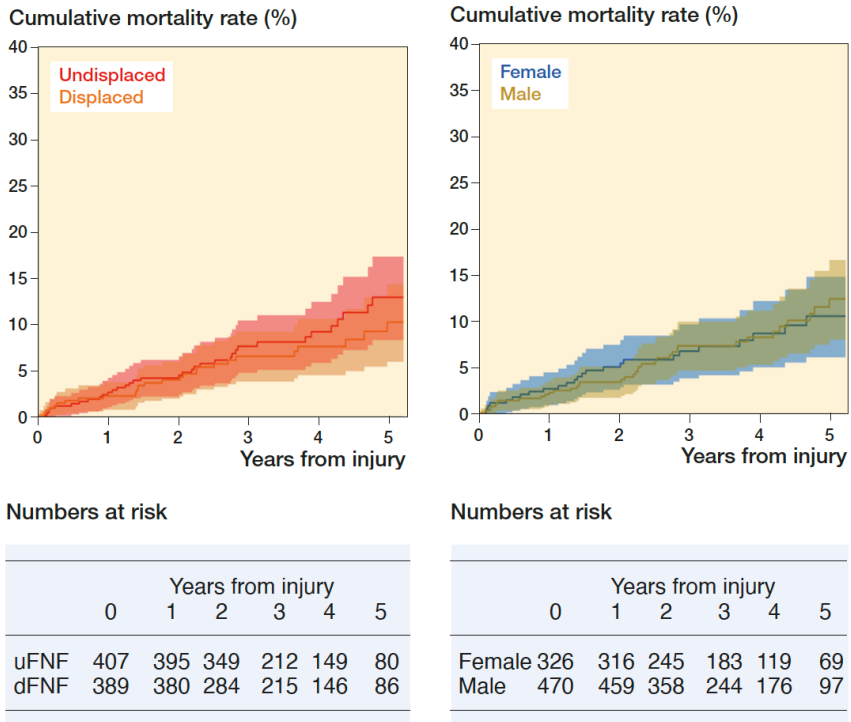 Cumulative mortality rate (%)
40
35
30
25
20
15
10
5
0
Undisplaced
Displaced
0 1 2 3 4 5
Years from injury
Numbers at risk
Years from injury
0 1 2 3 4 5
uFNF 407 395 349 212 149 80
dFNF 389 380 284 215 146 86
Cumulative mortality rate (%)
40
35
30
25
20
15
10
5
0
Female
Male
0 1 2 3 4 5
Years from injury
Numbers at risk
Years from injury
0 1 2 3 4 5
Female 326 316 245 183 119 69
Male 470 459 358 244 176 97